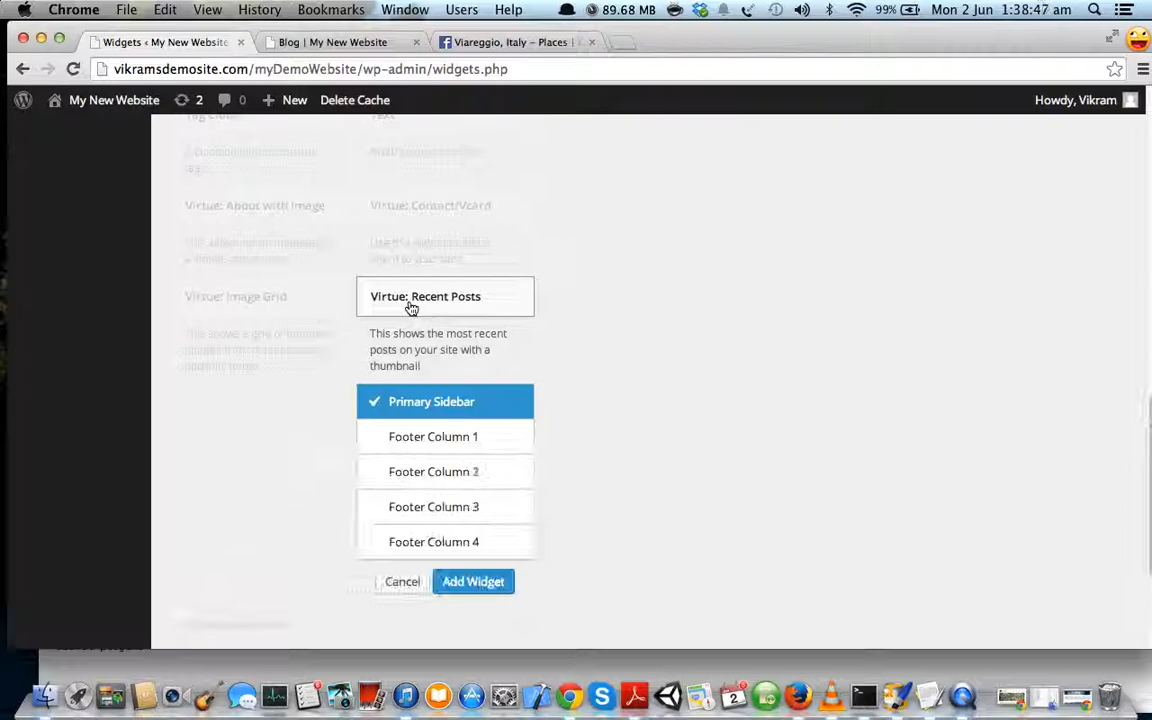 Chrome File Edit View History Bookmarks Window Users Help 89.68 MB 99% Mon 2 Jun 1:38:47 am
Widgets ‹ My New Website
Blog | My New Website
Viareggio, Italy – Places |
vikramsdemosite.com/myDemoWebsite/wp-admin/widgets.php
My New Website 2 0 New Delete Cache Howdy, Vikram
Tag Cloud Text
Virtue: About with Image Virtue: Contact/Vcard
Virtue: Image Grid Virtue: Recent Posts
This shows the most recent
posts on your site with a
thumbnail
Primary Sidebar
Footer Column 1
Footer Column 2
Footer Column 3
Footer Column 4
Cancel Add Widget